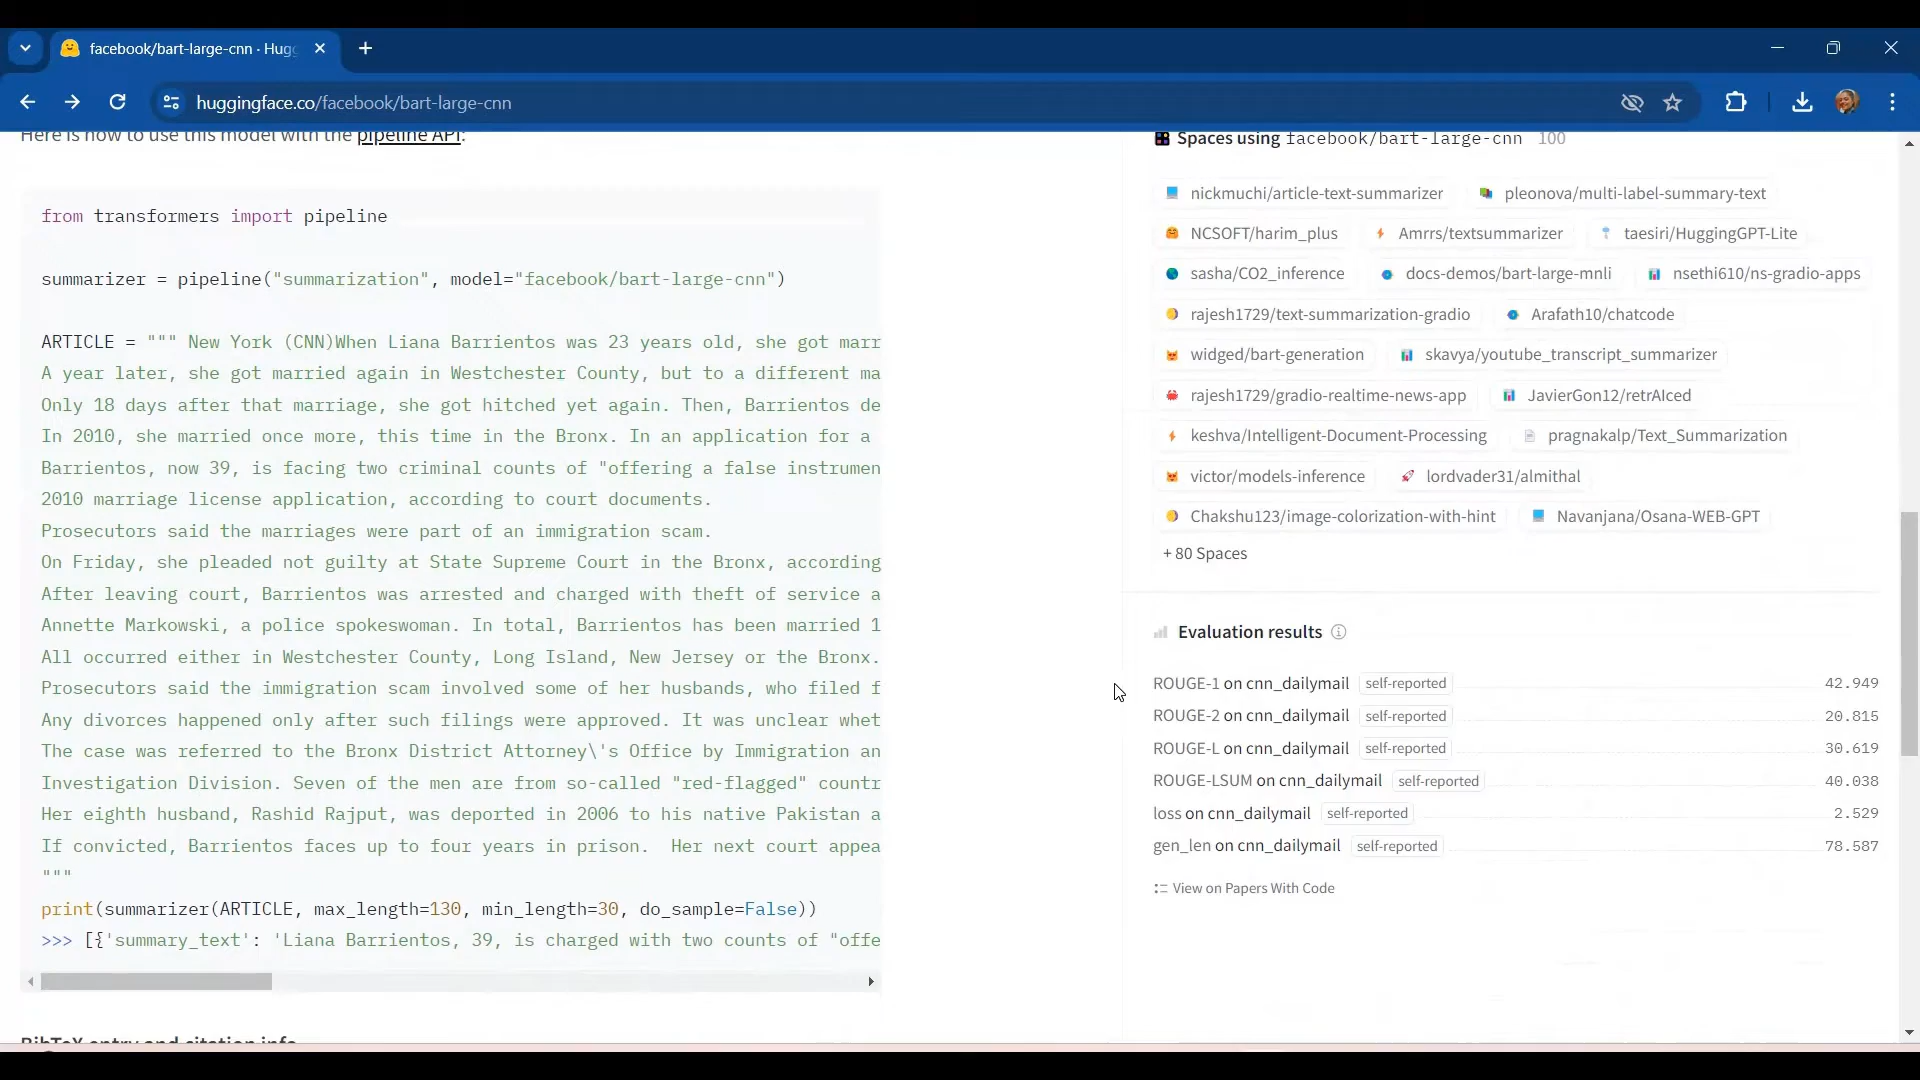 facebook/bart-large-cnn · Hugg
huggingface.co/facebook/bart-large-cnn
Here is how to use this model with the pipeline API:
from transformers import pipeline
summarizer = pipeline("summarization", model="facebook/bart-large-cnn")
ARTICLE = """ New York (CNN)When Liana Barrientos was 23 years old, she got marr
A year later, she got married again in Westchester County, but to a different ma
Only 18 days after that marriage, she got hitched yet again. Then, Barrientos de
In 2010, she married once more, this time in the Bronx. In an application for a
Barrientos, now 39, is facing two criminal counts of "offering a false instrumen
2010 marriage license application, according to court documents.
Prosecutors said the marriages were part of an immigration scam.
On Friday, she pleaded not guilty at State Supreme Court in the Bronx, according
After leaving court, Barrientos was arrested and charged with theft of service a
Annette Markowski, a police spokeswoman. In total, Barrientos has been married 1
All occurred either in Westchester County, Long Island, New Jersey or the Bronx.
Prosecutors said the immigration scam involved some of her husbands, who filed f
Any divorces happened only after such filings were approved. It was unclear whet
The case was referred to the Bronx District Attorney\'s Office by Immigration an
Investigation Division. Seven of the men are from so-called "red-flagged" countr
Her eighth husband, Rashid Rajput, was deported in 2006 to his native Pakistan a
If convicted, Barrientos faces up to four years in prison.  Her next court appea
"""
print(summarizer(ARTICLE, max_length=130, min_length=30, do_sample=False))
>>> [{'summary_text': 'Liana Barrientos, 39, is charged with two counts of "offe
BibTeX entry and citation info
Spaces using facebook/bart-large-cnn 100
nickmuchi/article-text-summarizer pleonova/multi-label-summary-text
NCSOFT/harim_plus Amrrs/textsummarizer taesiri/HuggingGPT-Lite
sasha/CO2_inference docs-demos/bart-large-mnli nsethi610/ns-gradio-apps
rajesh1729/text-summarization-gradio Arafath10/chatcode
widged/bart-generation skavya/youtube_transcript_summarizer
rajesh1729/gradio-realtime-news-app JavierGon12/retrAIced
keshva/Intelligent-Document-Processing pragnakalp/Text_Summarization
victor/models-inference lordvader31/almithal
Chakshu123/image-colorization-with-hint Navanjana/Osana-WEB-GPT
+ 80 Spaces
Evaluation results
ROUGE-1 on cnn_dailymail self-reported 42.949
ROUGE-2 on cnn_dailymail self-reported 20.815
ROUGE-L on cnn_dailymail self-reported 30.619
ROUGE-LSUM on cnn_dailymail self-reported 40.038
loss on cnn_dailymail self-reported 2.529
gen_len on cnn_dailymail self-reported 78.587
View on Papers With Code